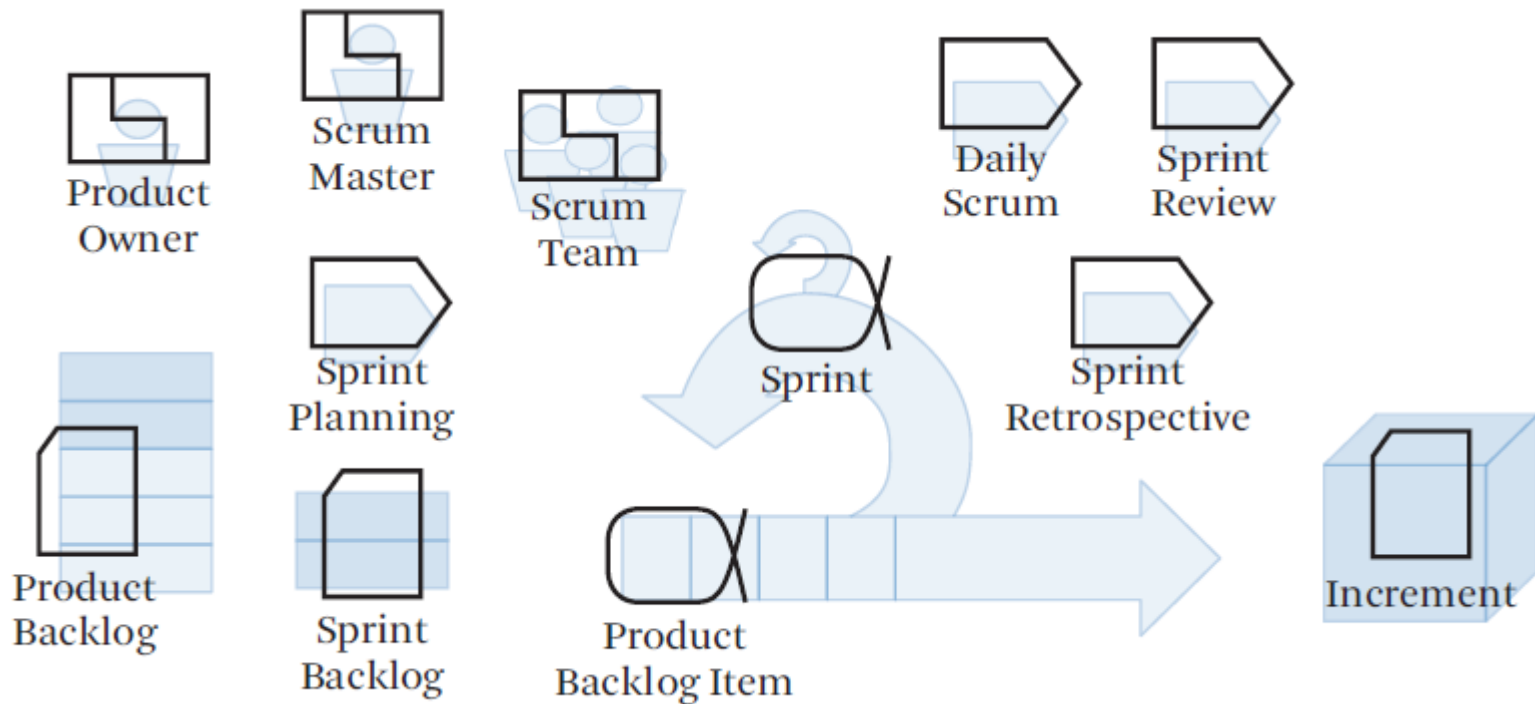 Product
Owner
Scrum
Master
Scrum
Team
Daily
Scrum
Sprint
Review
Sprint
Planning
Sprint
Sprint
Retrospective
Product
Backlog
Sprint
Backlog
Product
Backlog Item
Increment